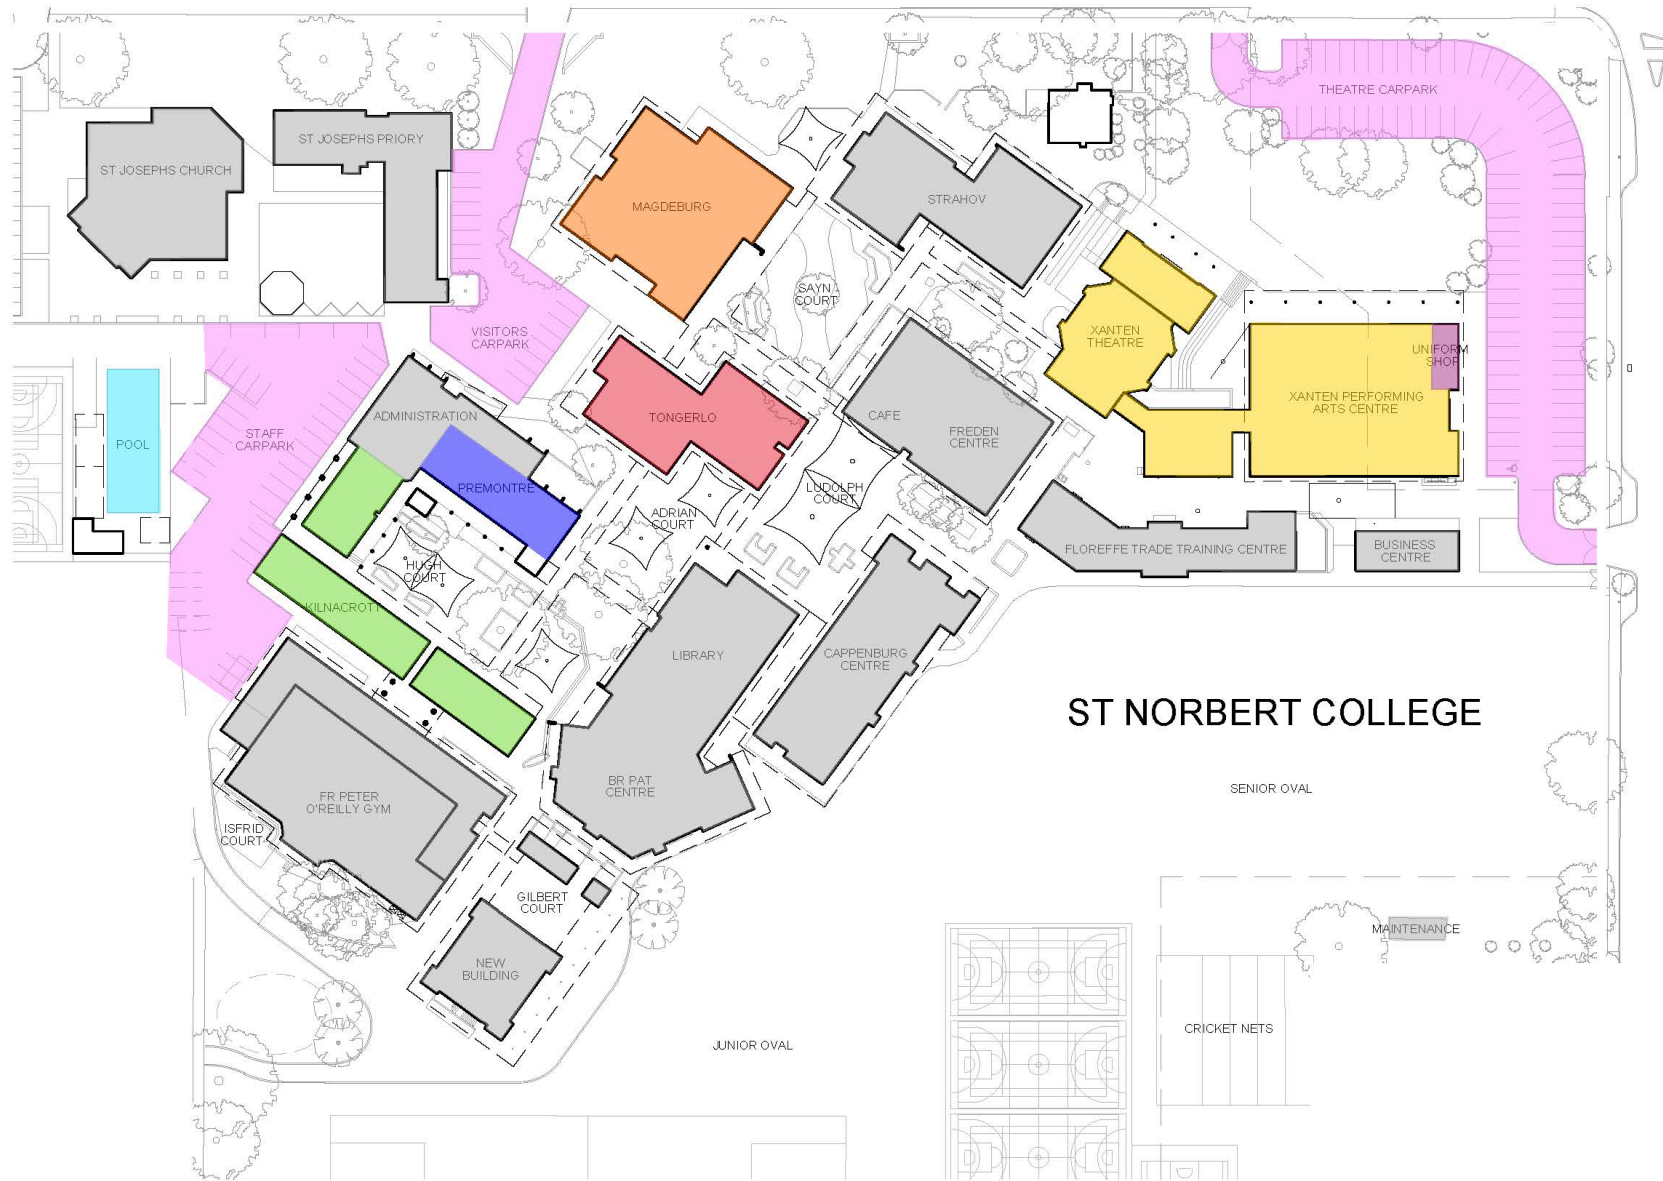 THEATRE CARPARK
ST JOSEPHS PRIORY
ST JOSEPHS CHURCH
STRAHOV
MAGDEBURG
SAYN
COURT
VISITORS
CARPARK
XANTEN
THEATRE
UNIFORM
SHOP
XANTEN PERFORMING
ARTS CENTRE
ADMINISTRATION
TONGERLO
CAFE
FREDEN
CENTRE
STAFF
CARPARK
POOL
PREMONTRE
LUDOLPH
COURT
ADRIAN
COURT
FLOREFFE TRADE TRAINING CENTRE
BUSINESS
CENTRE
HUGH
COURT
KILNACROTT
LIBRARY
CAPPENBURG
CENTRE
ST NORBERT COLLEGE
BR PAT
CENTRE
SENIOR OVAL
FR PETER
O'REILLY GYM
ISFRID
COURT
GILBERT
COURT
MAINTENANCE
NEW
BUILDING
CRICKET NETS
JUNIOR OVAL